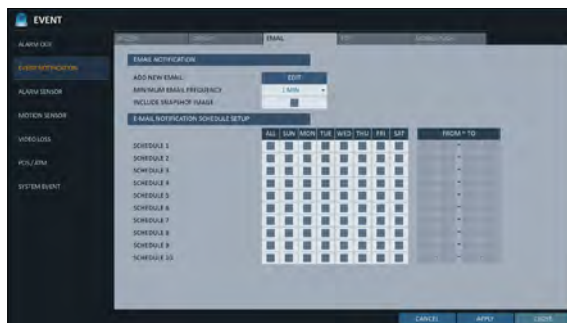 EVENT
ALARM OUT
EVENT NOTIFICATION
ALARM SENSOR
MOTION SENSOR
VIDEO LOSS
POS / ATM
SYSTEM EVENT
EMAIL
EMAIL NOTIFICATION
ADD NEW EMAIL EDIT
MINIMUM EMAIL FREQUENCY 1 MIN
INCLUDE SNAPSHOT IMAGE
E-MAIL NOTIFICATION SCHEDULE SETUP
ALL SUN MON TUE WED THU FRI SAT FROM ~ TO
SCHEDULE 1
SCHEDULE 2
SCHEDULE 3
SCHEDULE 4
SCHEDULE 5
SCHEDULE 6
SCHEDULE 7
SCHEDULE 8
SCHEDULE 9
SCHEDULE 10
CANCEL APPLY CLOSE